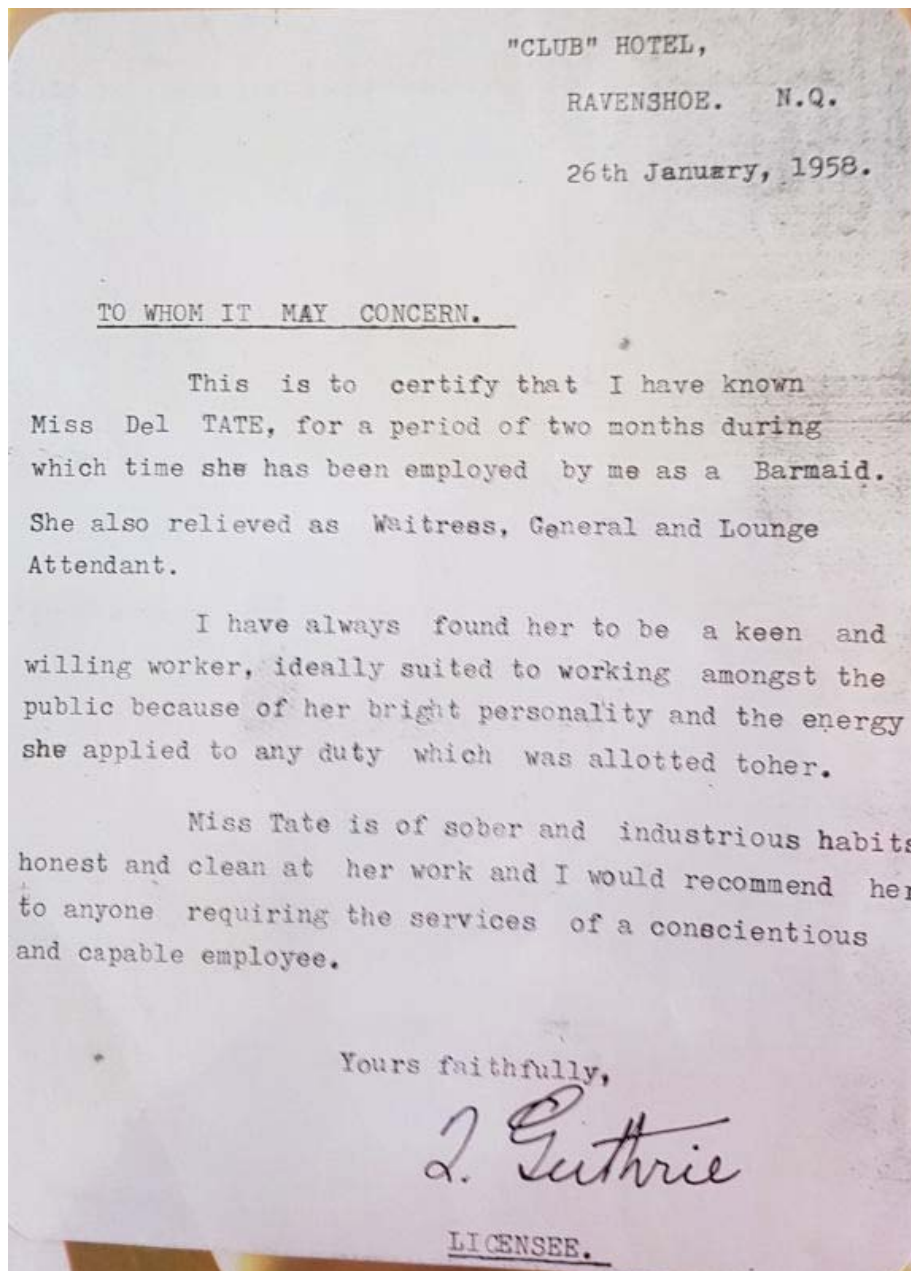 "CLUB" HOTEL,
RAVENSHOE. N.Q.
26th January, 1958.
TO WHOM IT MAY CONCERN.
This is to certify that I have known
Miss Del TATE, for a period of two months during
which time she has been employed by me as a Barmaid.
She also relieved as Waitress, General and Lounge
Attendant.
I have always found her to be a keen and
willing worker, ideally suited to working amongst the
public because of her bright personality and the energy
she applied to any duty which was allotted toher.
Miss Tate is of sober and industrious habits
honest and clean at her work and I would recommend her
to anyone requiring the services of a conscientious
and capable employee.
Yours faithfully,
Guthrie
LICENSEE.